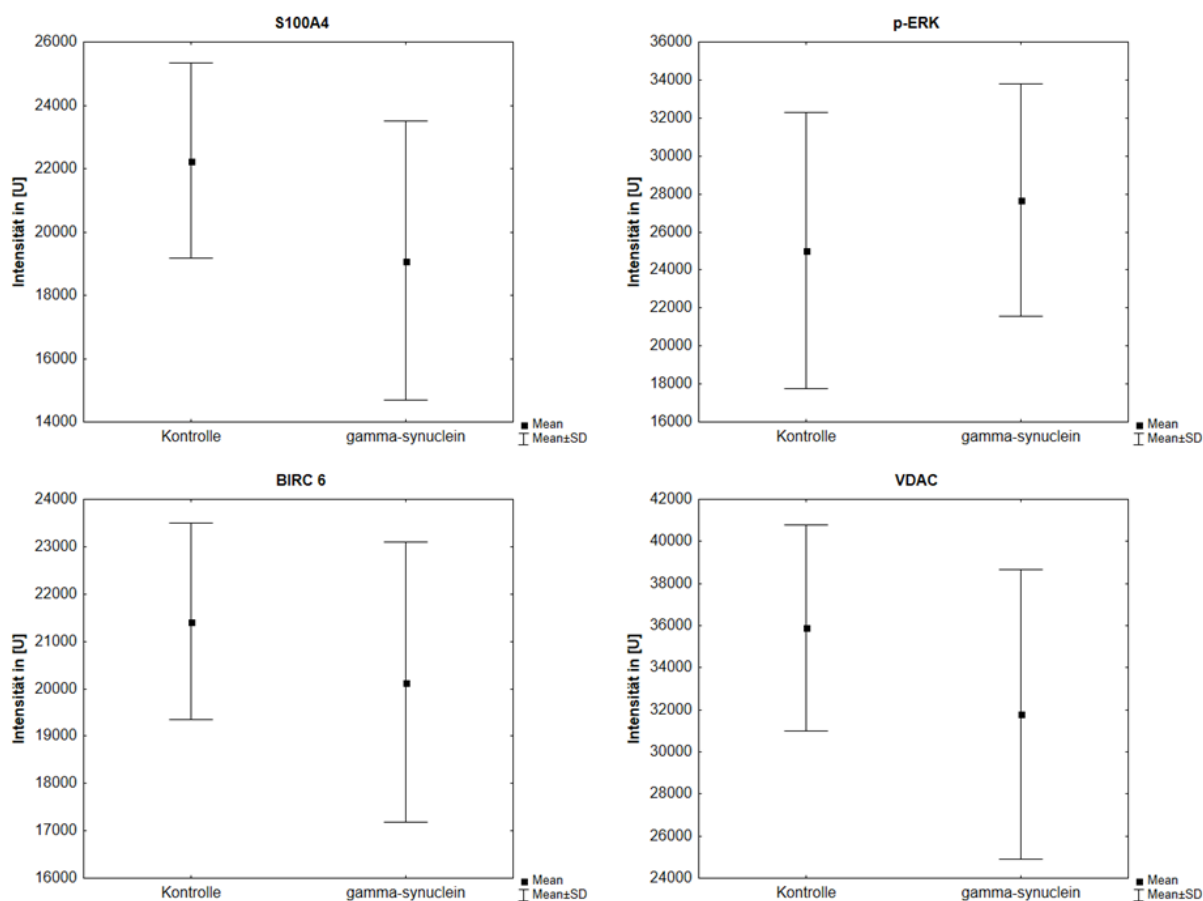 S100A4
Intensität in [U]
26000
24000
22000
20000
18000
16000
14000
Kontrolle gamma-synuclein
Mean
Mean±SD
p-ERK
Intensität in [U]
36000
34000
32000
30000
28000
26000
24000
22000
20000
18000
16000
Kontrolle gamma-synuclein
Mean
Mean±SD
BIRC 6
Intensität in [U]
24000
23000
22000
21000
20000
19000
18000
17000
16000
Kontrolle gamma-synuclein
Mean
Mean±SD
VDAC
Intensität in [U]
42000
40000
38000
36000
34000
32000
30000
28000
26000
24000
Kontrolle gamma-synuclein
Mean
Mean±SD